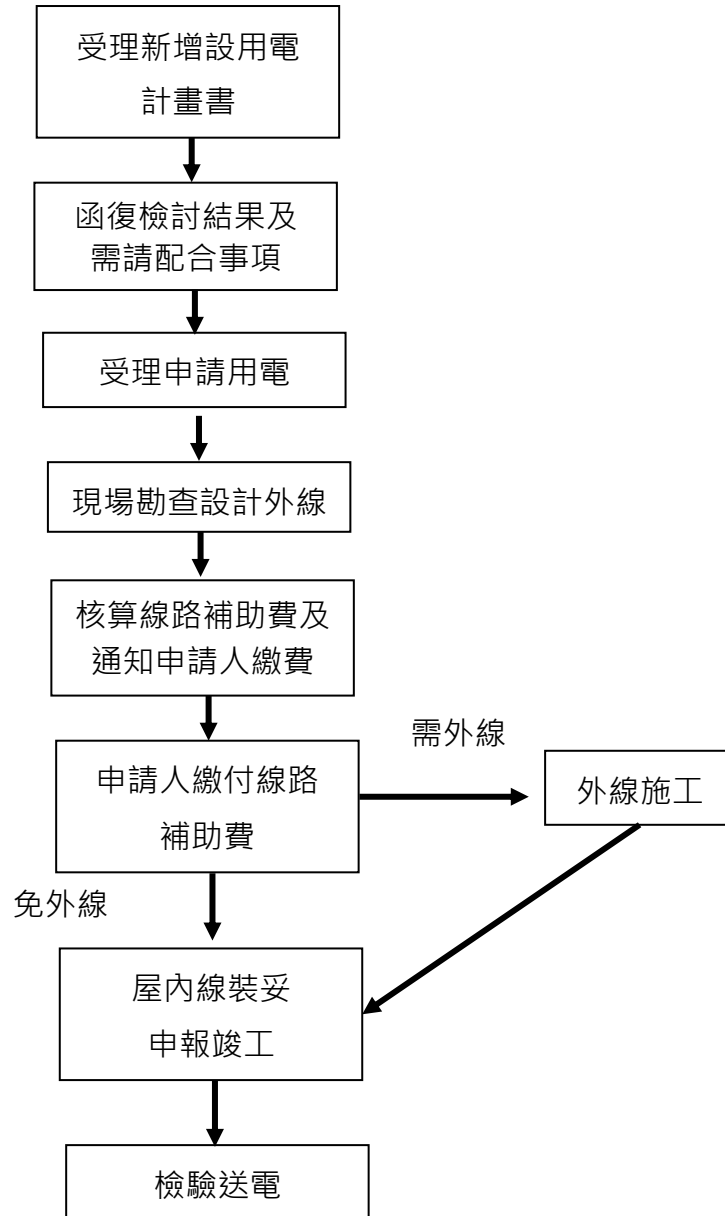 受理新增設用電
計畫書
函復檢討結果及
需請配合事項
受理申請用電
現場勘查設計外線
核算線路補助費及
通知申請人繳費
需外線
申請人繳付線路
補助費
外線施工
免外線
屋內線裝妥
申報竣工
檢驗送電